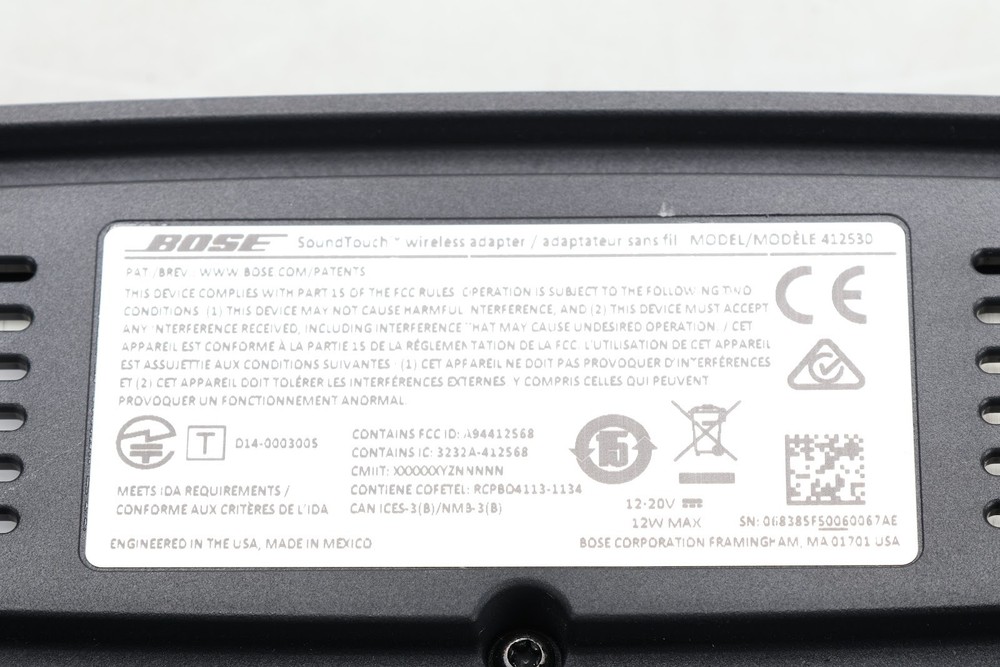 BOSE SoundTouch™ wireless adapter / adaptateur sans fil MODEL/MODÈLE 412530
PAT./BREV. WWW.BOSE.COM/PATENTS
THIS DEVICE COMPLIES WITH PART 15 OF THE FCC RULES. OPERATION IS SUBJECT TO THE FOLLOWING TWO
CONDITIONS: (1) THIS DEVICE MAY NOT CAUSE HARMFUL INTERFERENCE, AND (2) THIS DEVICE MUST ACCEPT
ANY INTERFERENCE RECEIVED, INCLUDING INTERFERENCE THAT MAY CAUSE UNDESIRED OPERATION. / CET
APPAREIL EST CONFORME À LA PARTIE 15 DE LA RÉGLEMENTATION DE LA FCC. L'UTILISATION DE CET APPAREIL
EST ASSUJETTIE AUX CONDITIONS SUIVANTES : (1) CET APPAREIL NE DOIT PAS PROVOQUER D'INTERFÉRENCES
ET (2) CET APPAREIL DOIT TOLÉRER LES INTERFÉRENCES EXTERNES, Y COMPRIS CELLES QUI PEUVENT
PROVOQUER UN FONCTIONNEMENT ANORMAL.
CE
T D14-0003005
MEETS IDA REQUIREMENTS /
CONFORME AUX CRITÈRES DE L'IDA
CONTAINS FCC ID: A94412568
CONTAINS IC: 3232A-412568
CMIIT: XXXXXXYZNNNNN
CONTIENE COFETEL: RCPBO4113-1134
CAN ICES-3(B)/NMB-3(B)
15
12-20V
12W MAX
SN: 068385F50060067AE
ENGINEERED IN THE USA, MADE IN MEXICO
BOSE CORPORATION FRAMINGHAM, MA 01701 USA